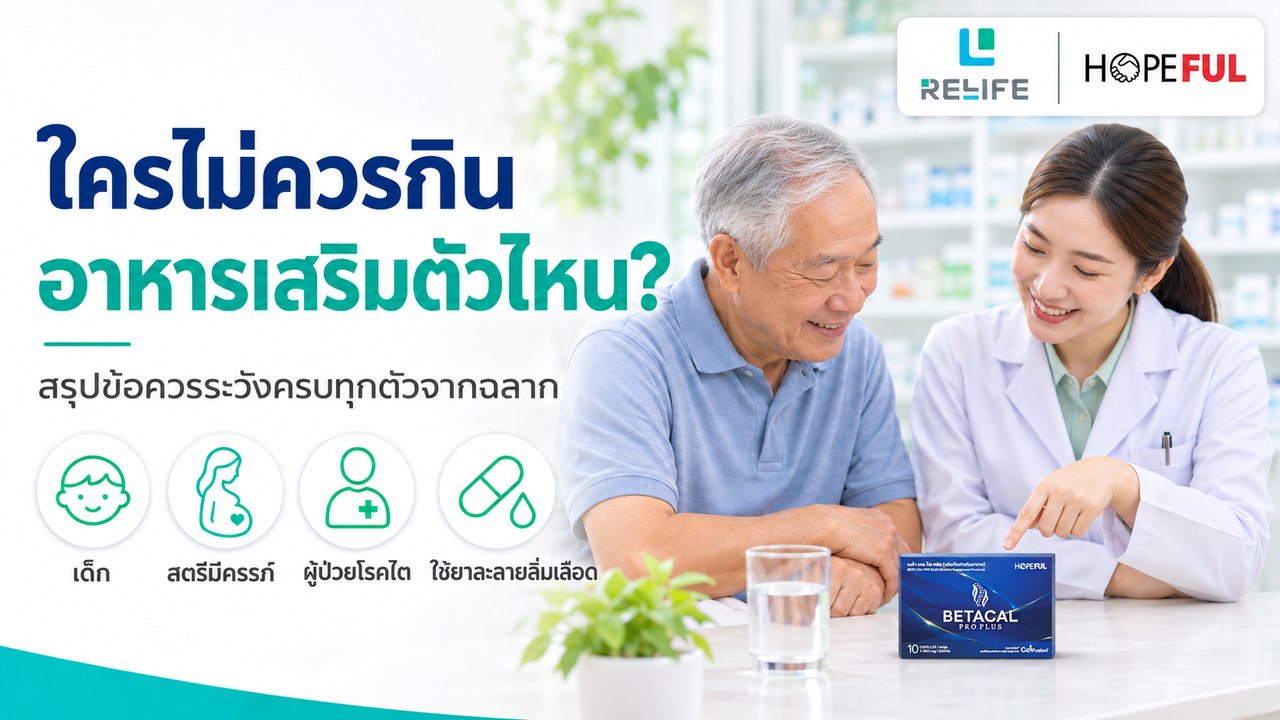 RELIFE
HOPEFUL
ใครไม่ควรกิน
อาหารเสริมตัวไหน?
สรุปข้อควรระวังครบทุกตัวจากฉลาก
เด็ก
สตรีมีครรภ์
ผู้ป่วยโรคไต
ใช้ยาละลายลิ่มเลือด
HOPEFUL
BETACAL
PRO PLUS
10